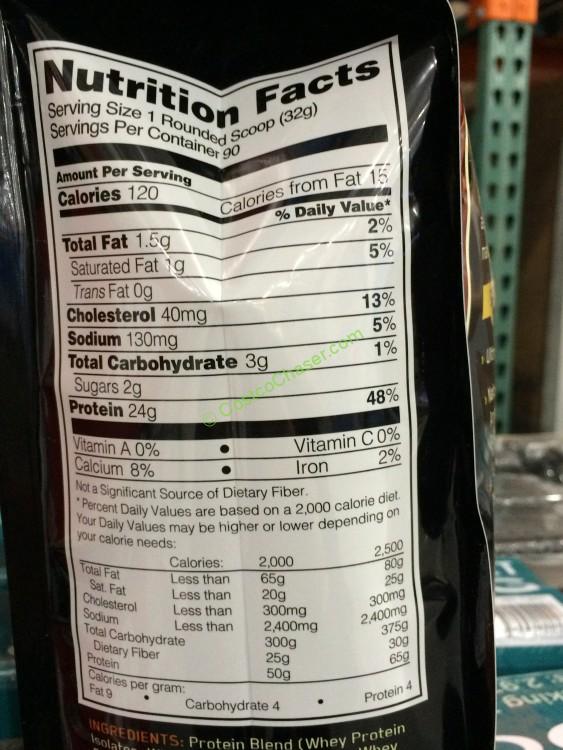 Nutrition Facts
Serving Size 1 Rounded Scoop (32g)
Servings Per Container 90
Amount Per Serving
Calories 120 Calories from Fat 15
% Daily Value*
Total Fat 1.5g 2%
Saturated Fat 1g 5%
Trans Fat 0g
Cholesterol 40mg 13%
Sodium 130mg 5%
Total Carbohydrate 3g 1%
Sugars 2g
Protein 24g 48%
Vitamin A 0% • Vitamin C 0%
Calcium 8% • Iron 2%
Not a Significant Source of Dietary Fiber.
*Percent Daily Values are based on a 2,000 calorie diet.
Your Daily Values may be higher or lower depending on
your calorie needs:
Calories: 2,000 2,500
Total Fat Less than 65g 80g
Sat. Fat Less than 20g 25g
Cholesterol Less than 300mg 300mg
Sodium Less than 2,400mg 2,400mg
Total Carbohydrate 300g 375g
Dietary Fiber 25g 30g
Protein 50g 65g
Calories per gram:
Fat 9 • Carbohydrate 4 • Protein 4
INGREDIENTS: Protein Blend (Whey Protein
© CostcoChaser.com